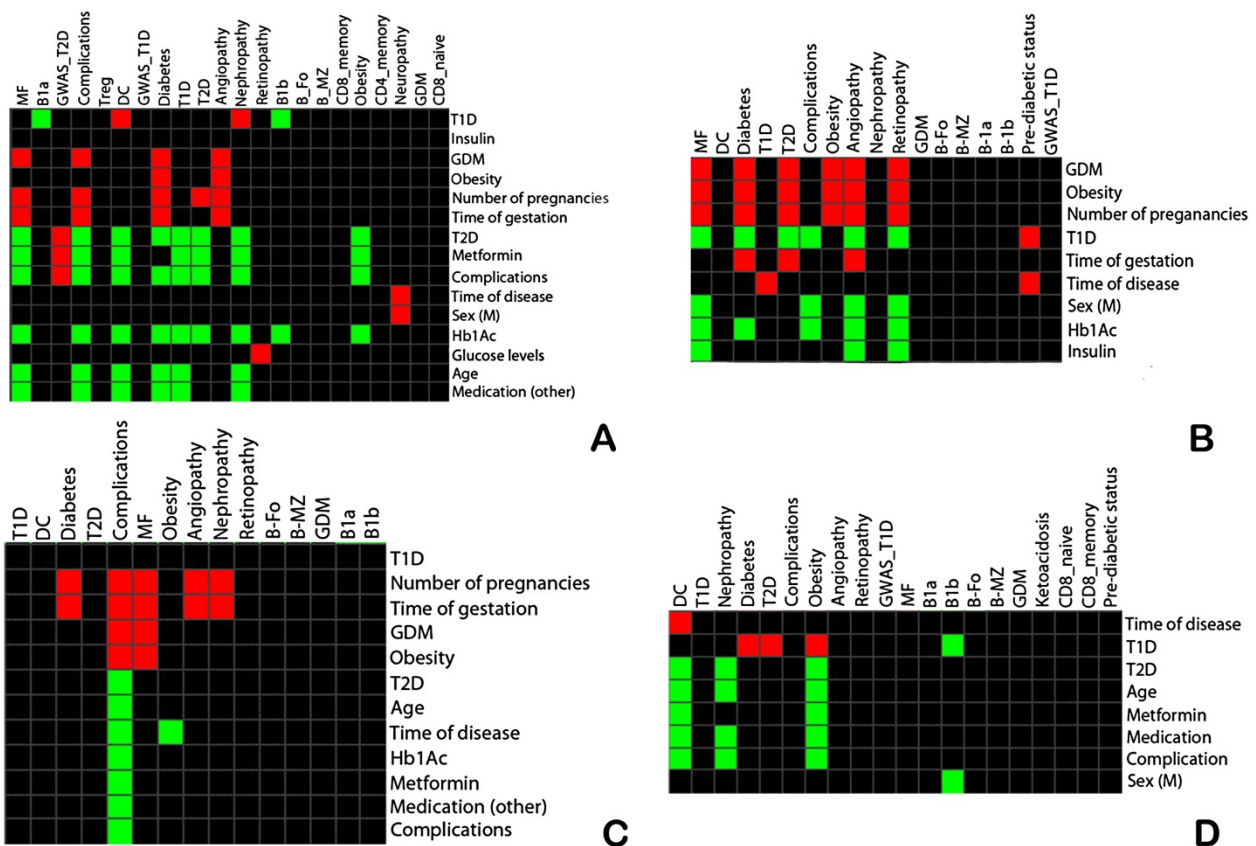 MF
B1a
GWAS_T2D
Complications
Treg
DC
GWAS_T1D
Diabetes
T1D
T2D
Angiopathy
Nephropathy
Retinopathy
B1b
B_Fo
B_MZ
CD8_memory
Obesity
CD4_memory
Neuropathy
GDM
CD8_naive
T1D
Insulin
GDM
Obesity
Number of pregnancies
Time of gestation
T2D
Metformin
Complications
Time of disease
Sex (M)
Hb1Ac
Glucose levels
Age
Medication (other)
A
MF
DC
Diabetes
T1D
T2D
Complications
Obesity
Angiopathy
Nephropathy
Retinopathy
GDM
B-Fo
B-MZ
B-1a
B-1b
Pre-diabetic status
GWAS_T1D
GDM
Obesity
Number of preganancies
T1D
Time of gestation
Time of disease
Sex (M)
Hb1Ac
Insulin
B
T1D
DC
Diabetes
T2D
Complications
MF
Obesity
Angiopathy
Nephropathy
Retinopathy
B-Fo
B-MZ
GDM
B1a
B1b
T1D
Number of pregnancies
Time of gestation
GDM
Obesity
T2D
Age
Time of disease
Hb1Ac
Metformin
Medication (other)
Complications
C
DC
T1D
Nephropathy
Diabetes
T2D
Complications
Obesity
Angiopathy
Retinopathy
GWAS_T1D
MF
B1a
B1b
B-Fo
B-MZ
GDM
Ketoacidosis
CD8_naive
CD8_memory
Pre-diabetic status
Time of disease
T1D
T2D
Age
Metformin
Medication
Complication
Sex (M)
D